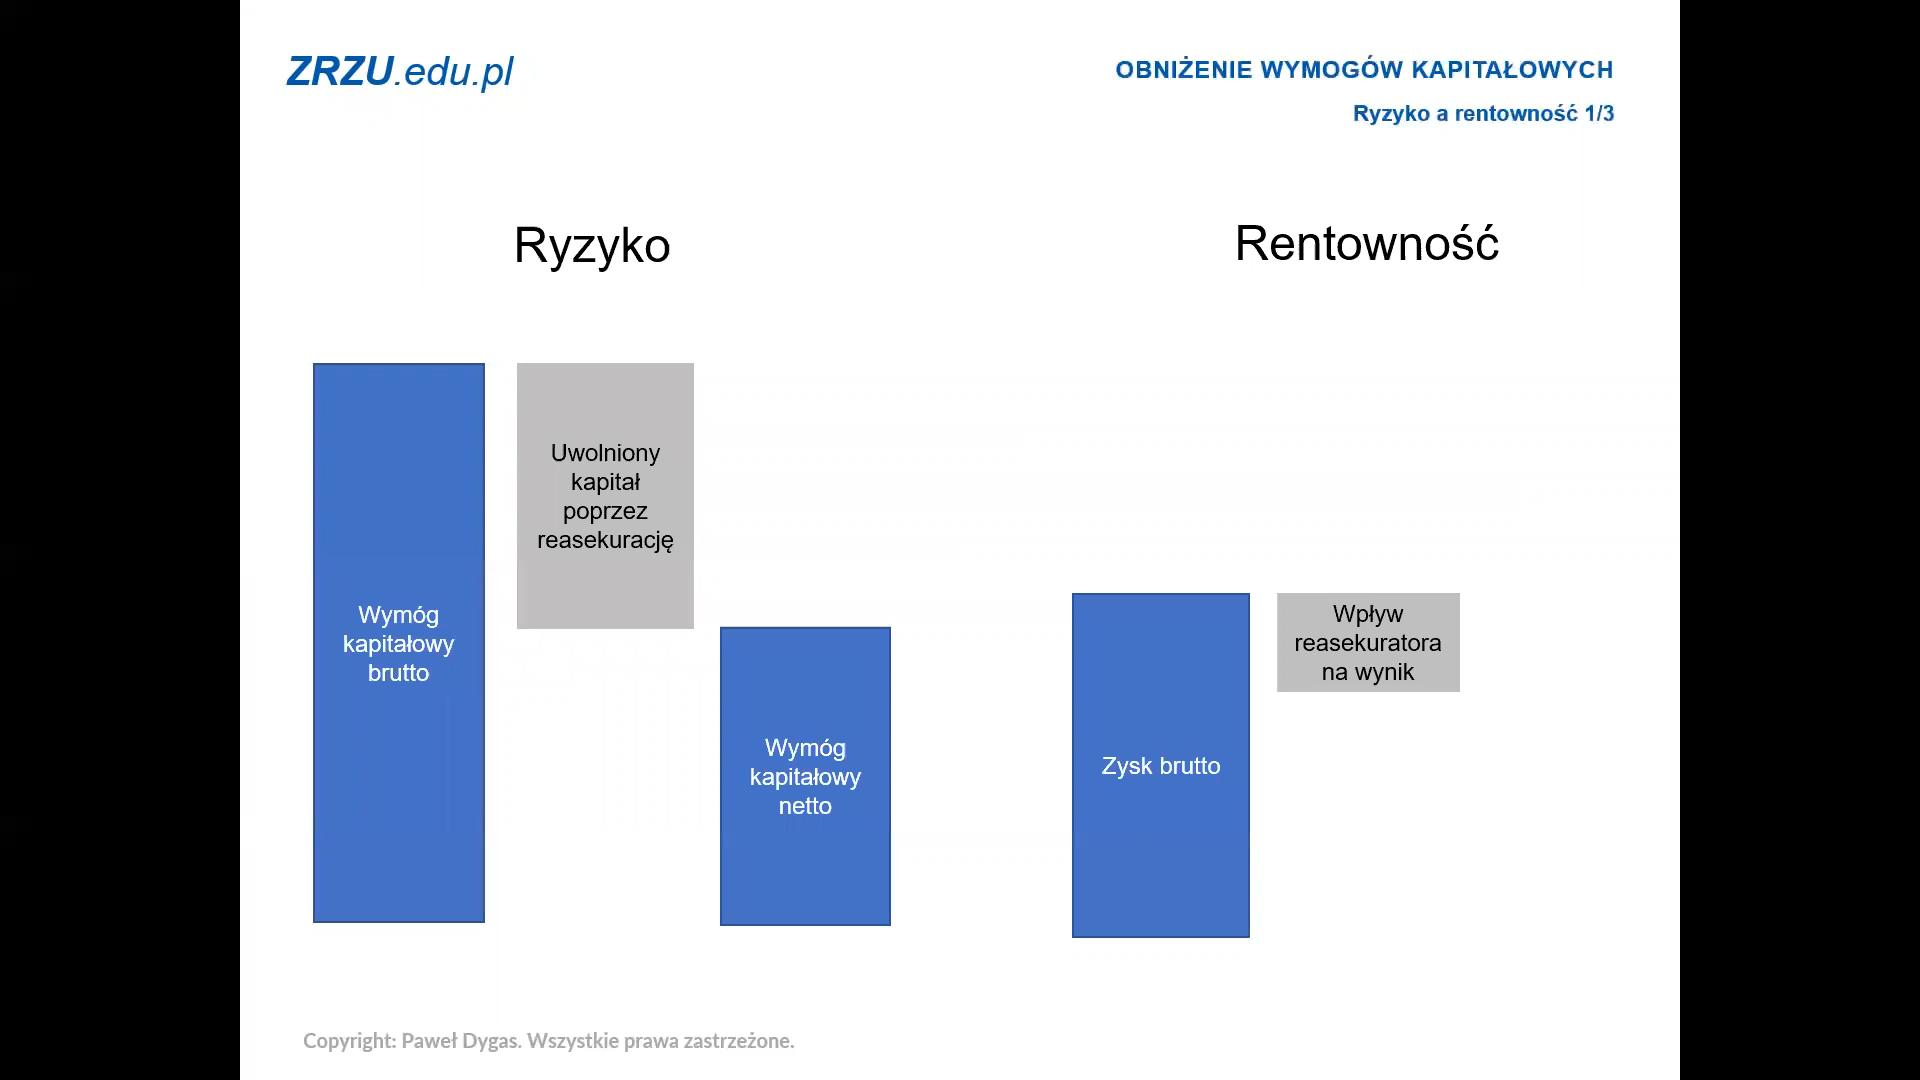 ZRZU.edu.pl
OBNIŻENIE WYMOGÓW KAPITAŁOWYCH
Ryzyko a rentowność 1/3
Ryzyko
Rentowność
Uwolniony
kapitał
poprzez
reasekurację
Wymóg
kapitałowy
brutto
Wymóg
kapitałowy
netto
Wpływ
reasekuratora
na wynik
Zysk brutto
Copyright: Paweł Dygas. Wszystkie prawa zastrzeżone.